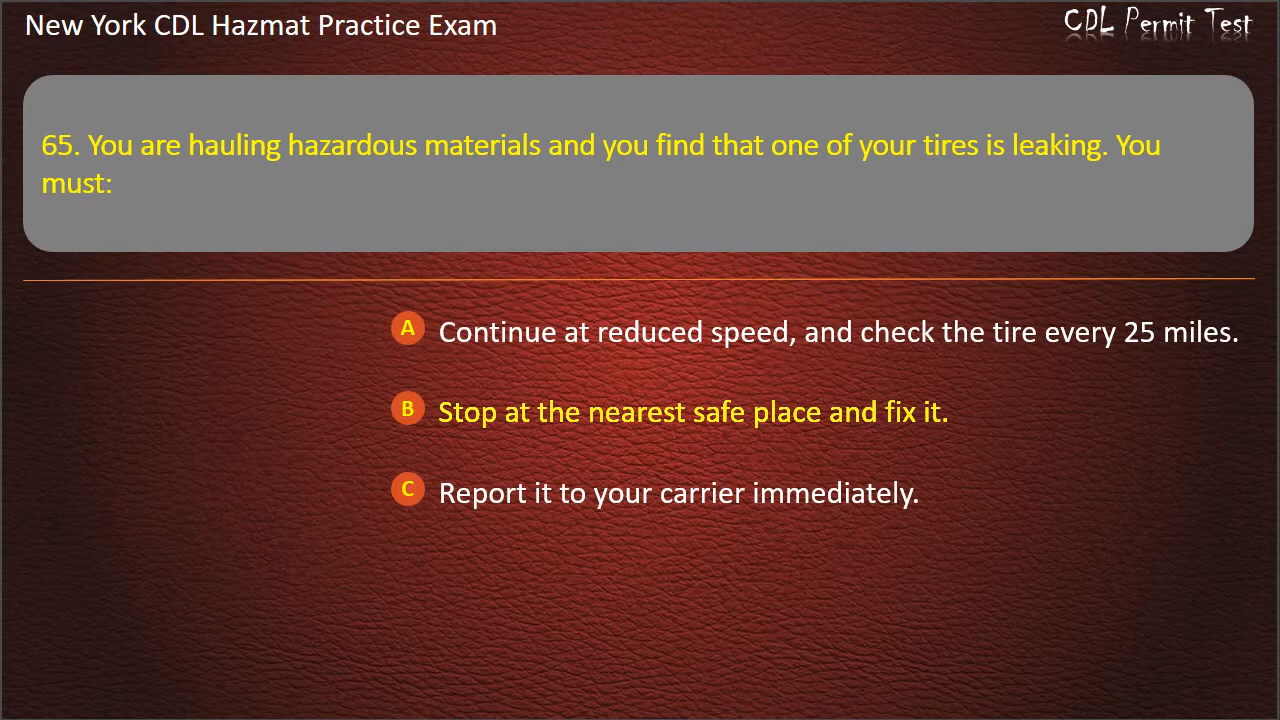 New York CDL Hazmat Practice Exam
CDL Permit Test
65. You are hauling hazardous materials and you find that one of your tires is leaking. You
must:
A Continue at reduced speed, and check the tire every 25 miles.
B Stop at the nearest safe place and fix it.
C Report it to your carrier immediately.